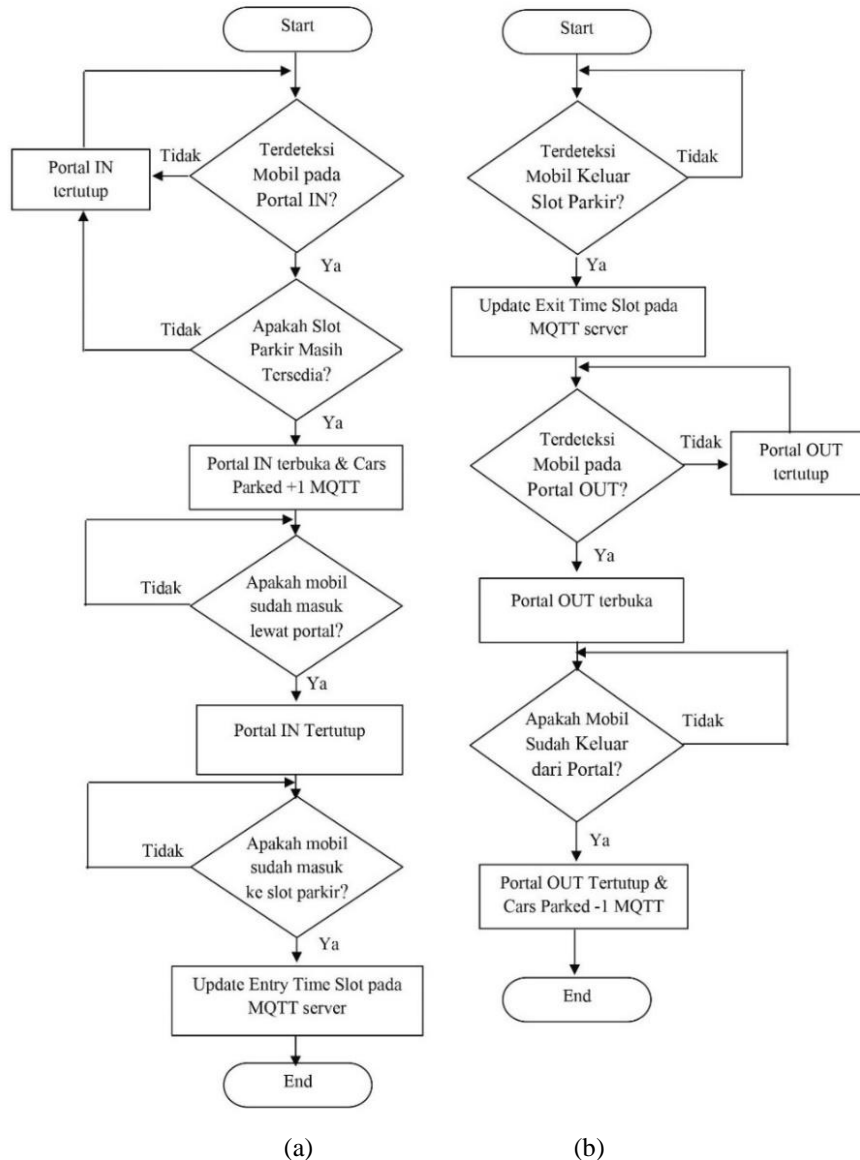 Start
Terdeteksi
Mobil pada
Portal IN?
Tidak
Portal IN
tertutup
Ya
Apakah Slot
Parkir Masih
Tersedia?
Tidak
Ya
Portal IN terbuka & Cars
Parked +1 MQTT
Apakah mobil
sudah masuk
lewat portal?
Tidak
Ya
Portal IN Tertutup
Apakah mobil
sudah masuk
ke slot parkir?
Tidak
Ya
Update Entry Time Slot pada
MQTT server
End
(a)
Start
Terdeteksi
Mobil Keluar
Slot Parkir?
Tidak
Ya
Update Exit Time Slot pada
MQTT server
Terdeteksi
Mobil pada
Portal OUT?
Tidak
Portal OUT
tertutup
Ya
Portal OUT terbuka
Apakah Mobil
Sudah Keluar
dari Portal?
Tidak
Ya
Portal OUT Tertutup &
Cars Parked -1 MQTT
End
(b)